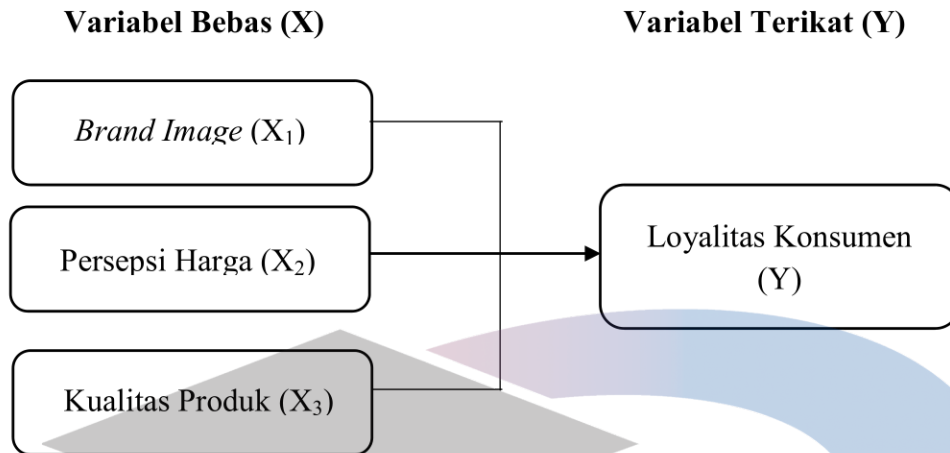 Variabel Bebas (X)
Variabel Terikat (Y)
Brand Image (X₁)
Persepsi Harga (X₂)
Kualitas Produk (X₃)
Loyalitas Konsumen
(Y)